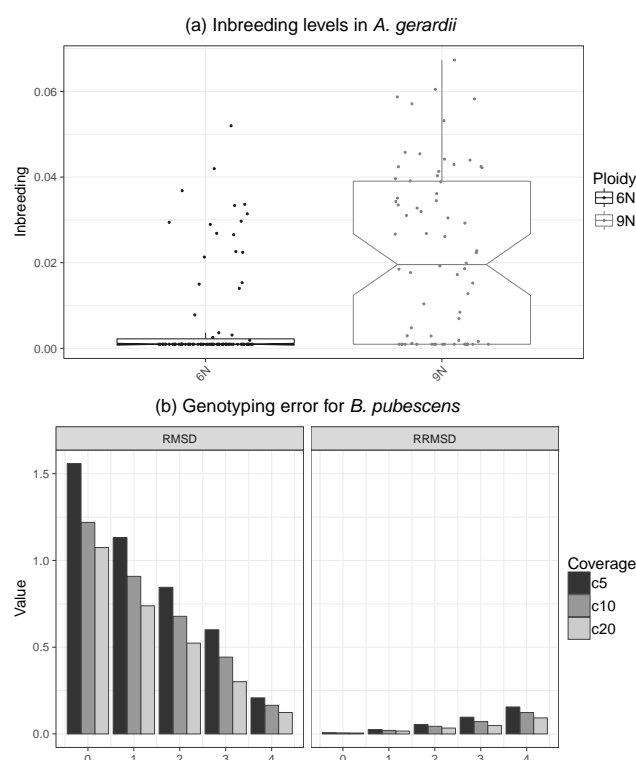 (a) Inbreeding levels in A. gerardii
0.06
0.04
0.02
0.00
Inbreeding
6N
9N
Ploidy
6N
9N
(b) Genotyping error for B. pubescens
RMSD
RRMSD
1.5
1.0
0.5
0.0
Value
0 1 2 3 4
0 1 2 3 4
Coverage
c5
c10
c20